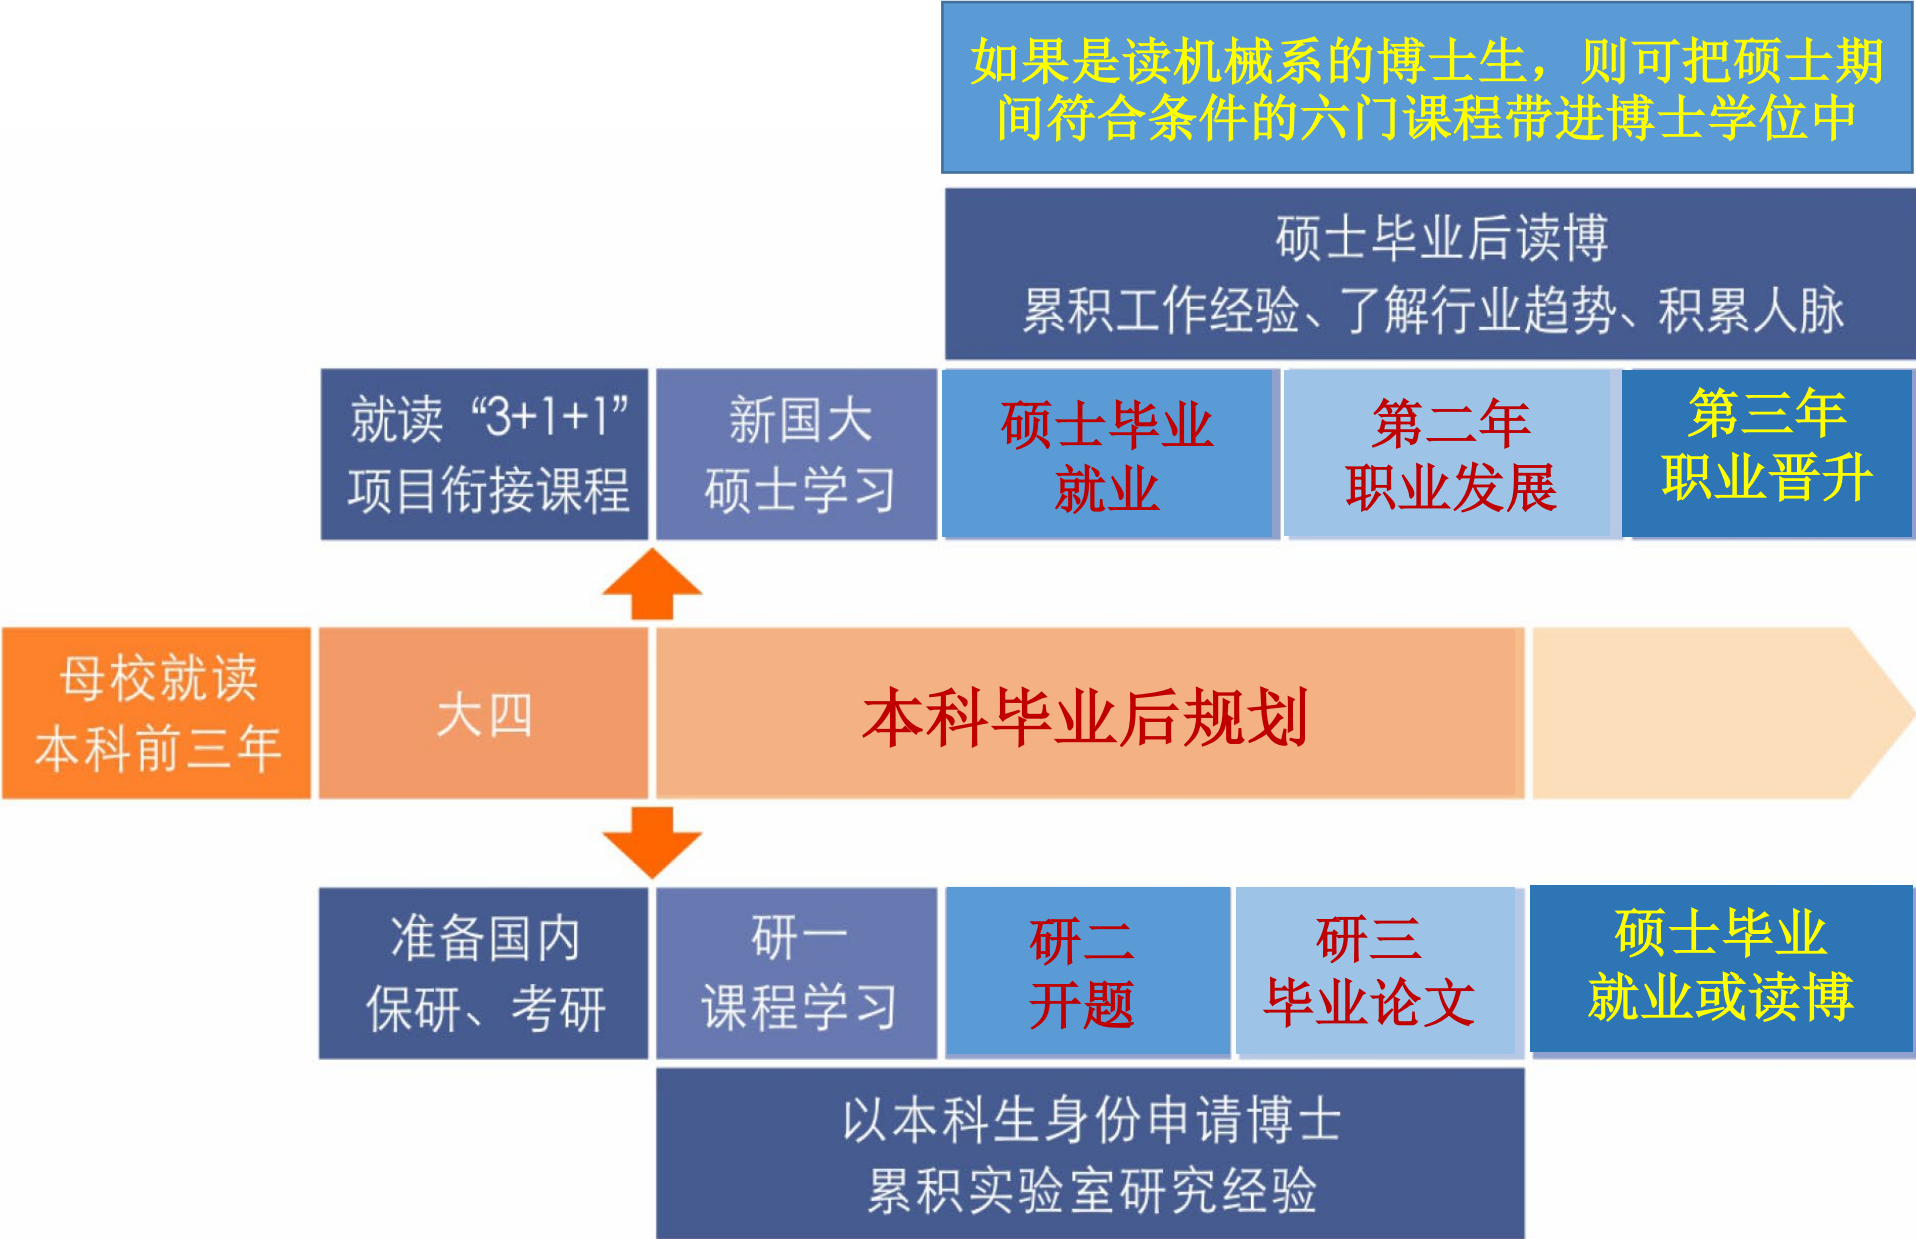 如果是读机械系的博士生，则可把硕士期
间符合条件的六门课程带进博士学位中
硕士毕业后读博
累积工作经验、了解行业趋势、积累人脉
就读“3+1+1”
项目衔接课程
新国大
硕士学习
硕士毕业
就业
第二年
职业发展
第三年
职业晋升
母校就读
本科前三年
大四
本科毕业后规划
准备国内
保研、考研
研一
课程学习
研二
开题
研三
毕业论文
硕士毕业
就业或读博
以本科生身份申请博士
累积实验室研究经验